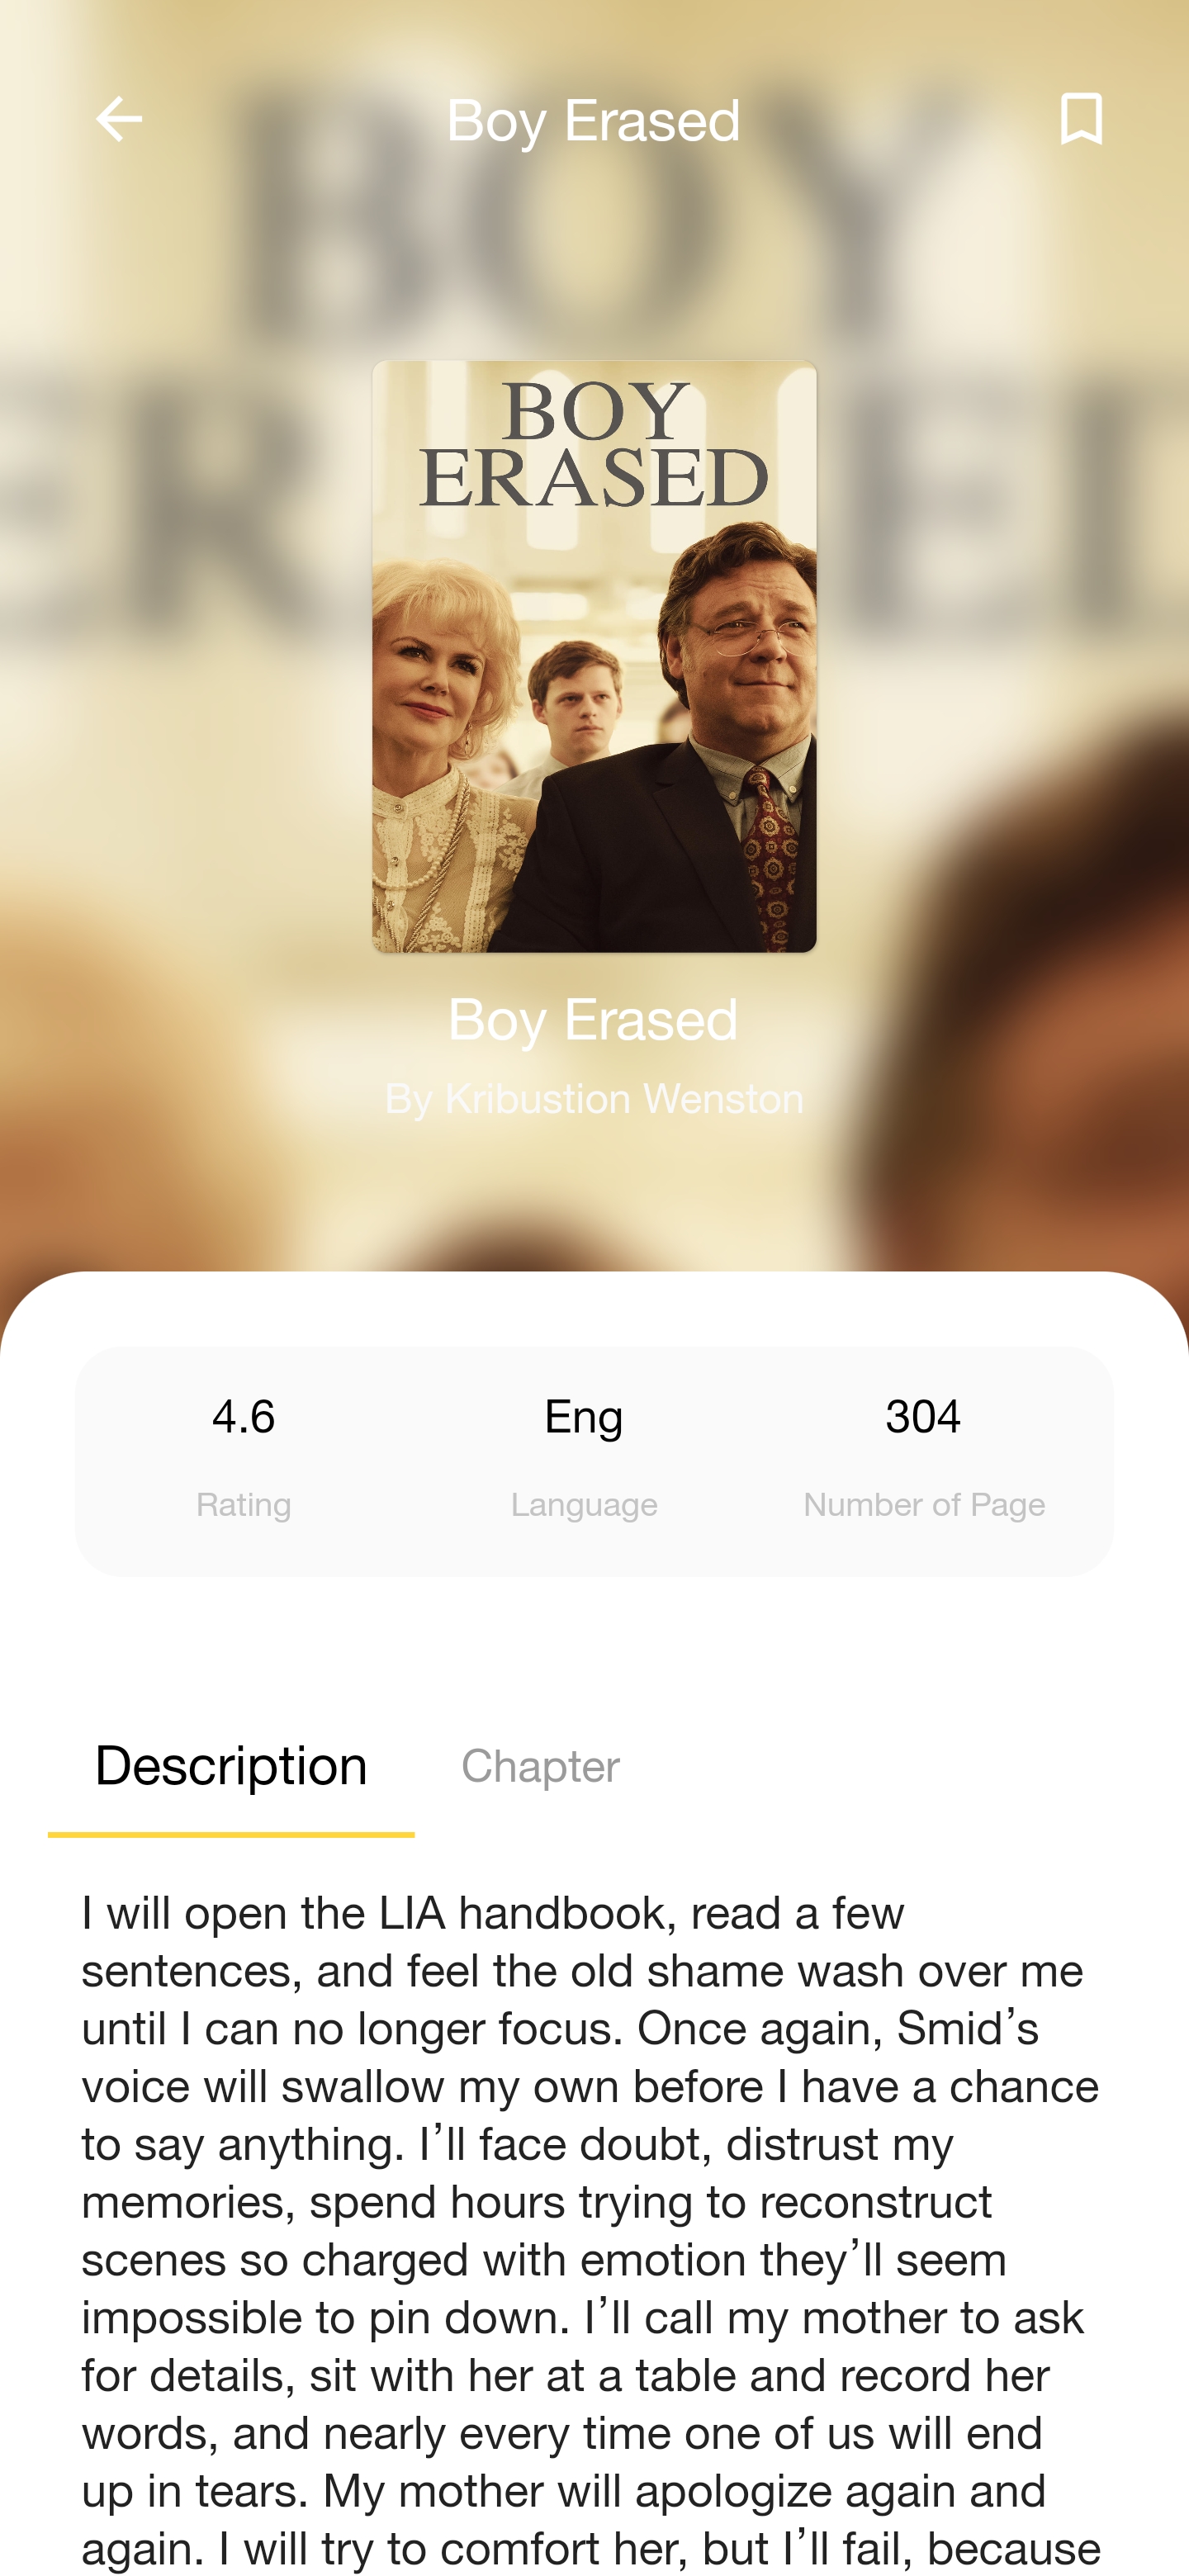 Boy Erased
BOY
ERASED
Boy Erased
By Kribustion Wenston
4.6
Eng
304
Rating
Language
Number of Page
Description
Chapter
I will open the LIA handbook, read a few
sentences, and feel the old shame wash over me
until I can no longer focus. Once again, Smid’s
voice will swallow my own before I have a chance
to say anything. I’ll face doubt, distrust my
memories, spend hours trying to reconstruct
scenes so charged with emotion they’ll seem
impossible to pin down. I’ll call my mother to ask
for details, sit with her at a table and record her
words, and nearly every time one of us will end
up in tears. My mother will apologize again and
again. I will try to comfort her, but I’ll fail, because